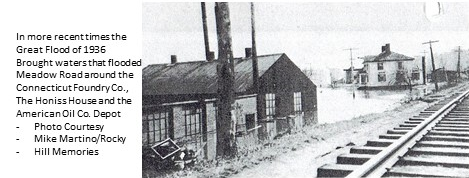 In more recent times the
Great Flood of 1936
Brought waters that flooded
Meadow Road around the
Connecticut Foundry Co.,
The Honiss House and the
American Oil Co. Depot
- Photo Courtesy
- Mike Martino/Rocky
- Hill Memories